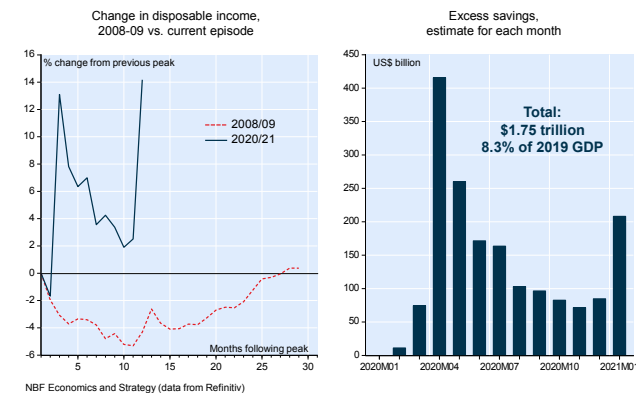 Change in disposable income,
2008-09 vs. current episode
16
14
12
10
8
6
4
2
0
-2
-4
-6
% change from previous peak
2008/09
2020/21
Months following peak
5
10
15
20
25
30
Excess savings,
estimate for each month
450
400
350
300
250
200
150
100
50
0
US$ billion
Total:
$1.75 trillion
8.3% of 2019 GDP
2020M01
2020M04
2020M07
2020M10
2021M01
NBF Economics and Strategy (data from Refinitiv)